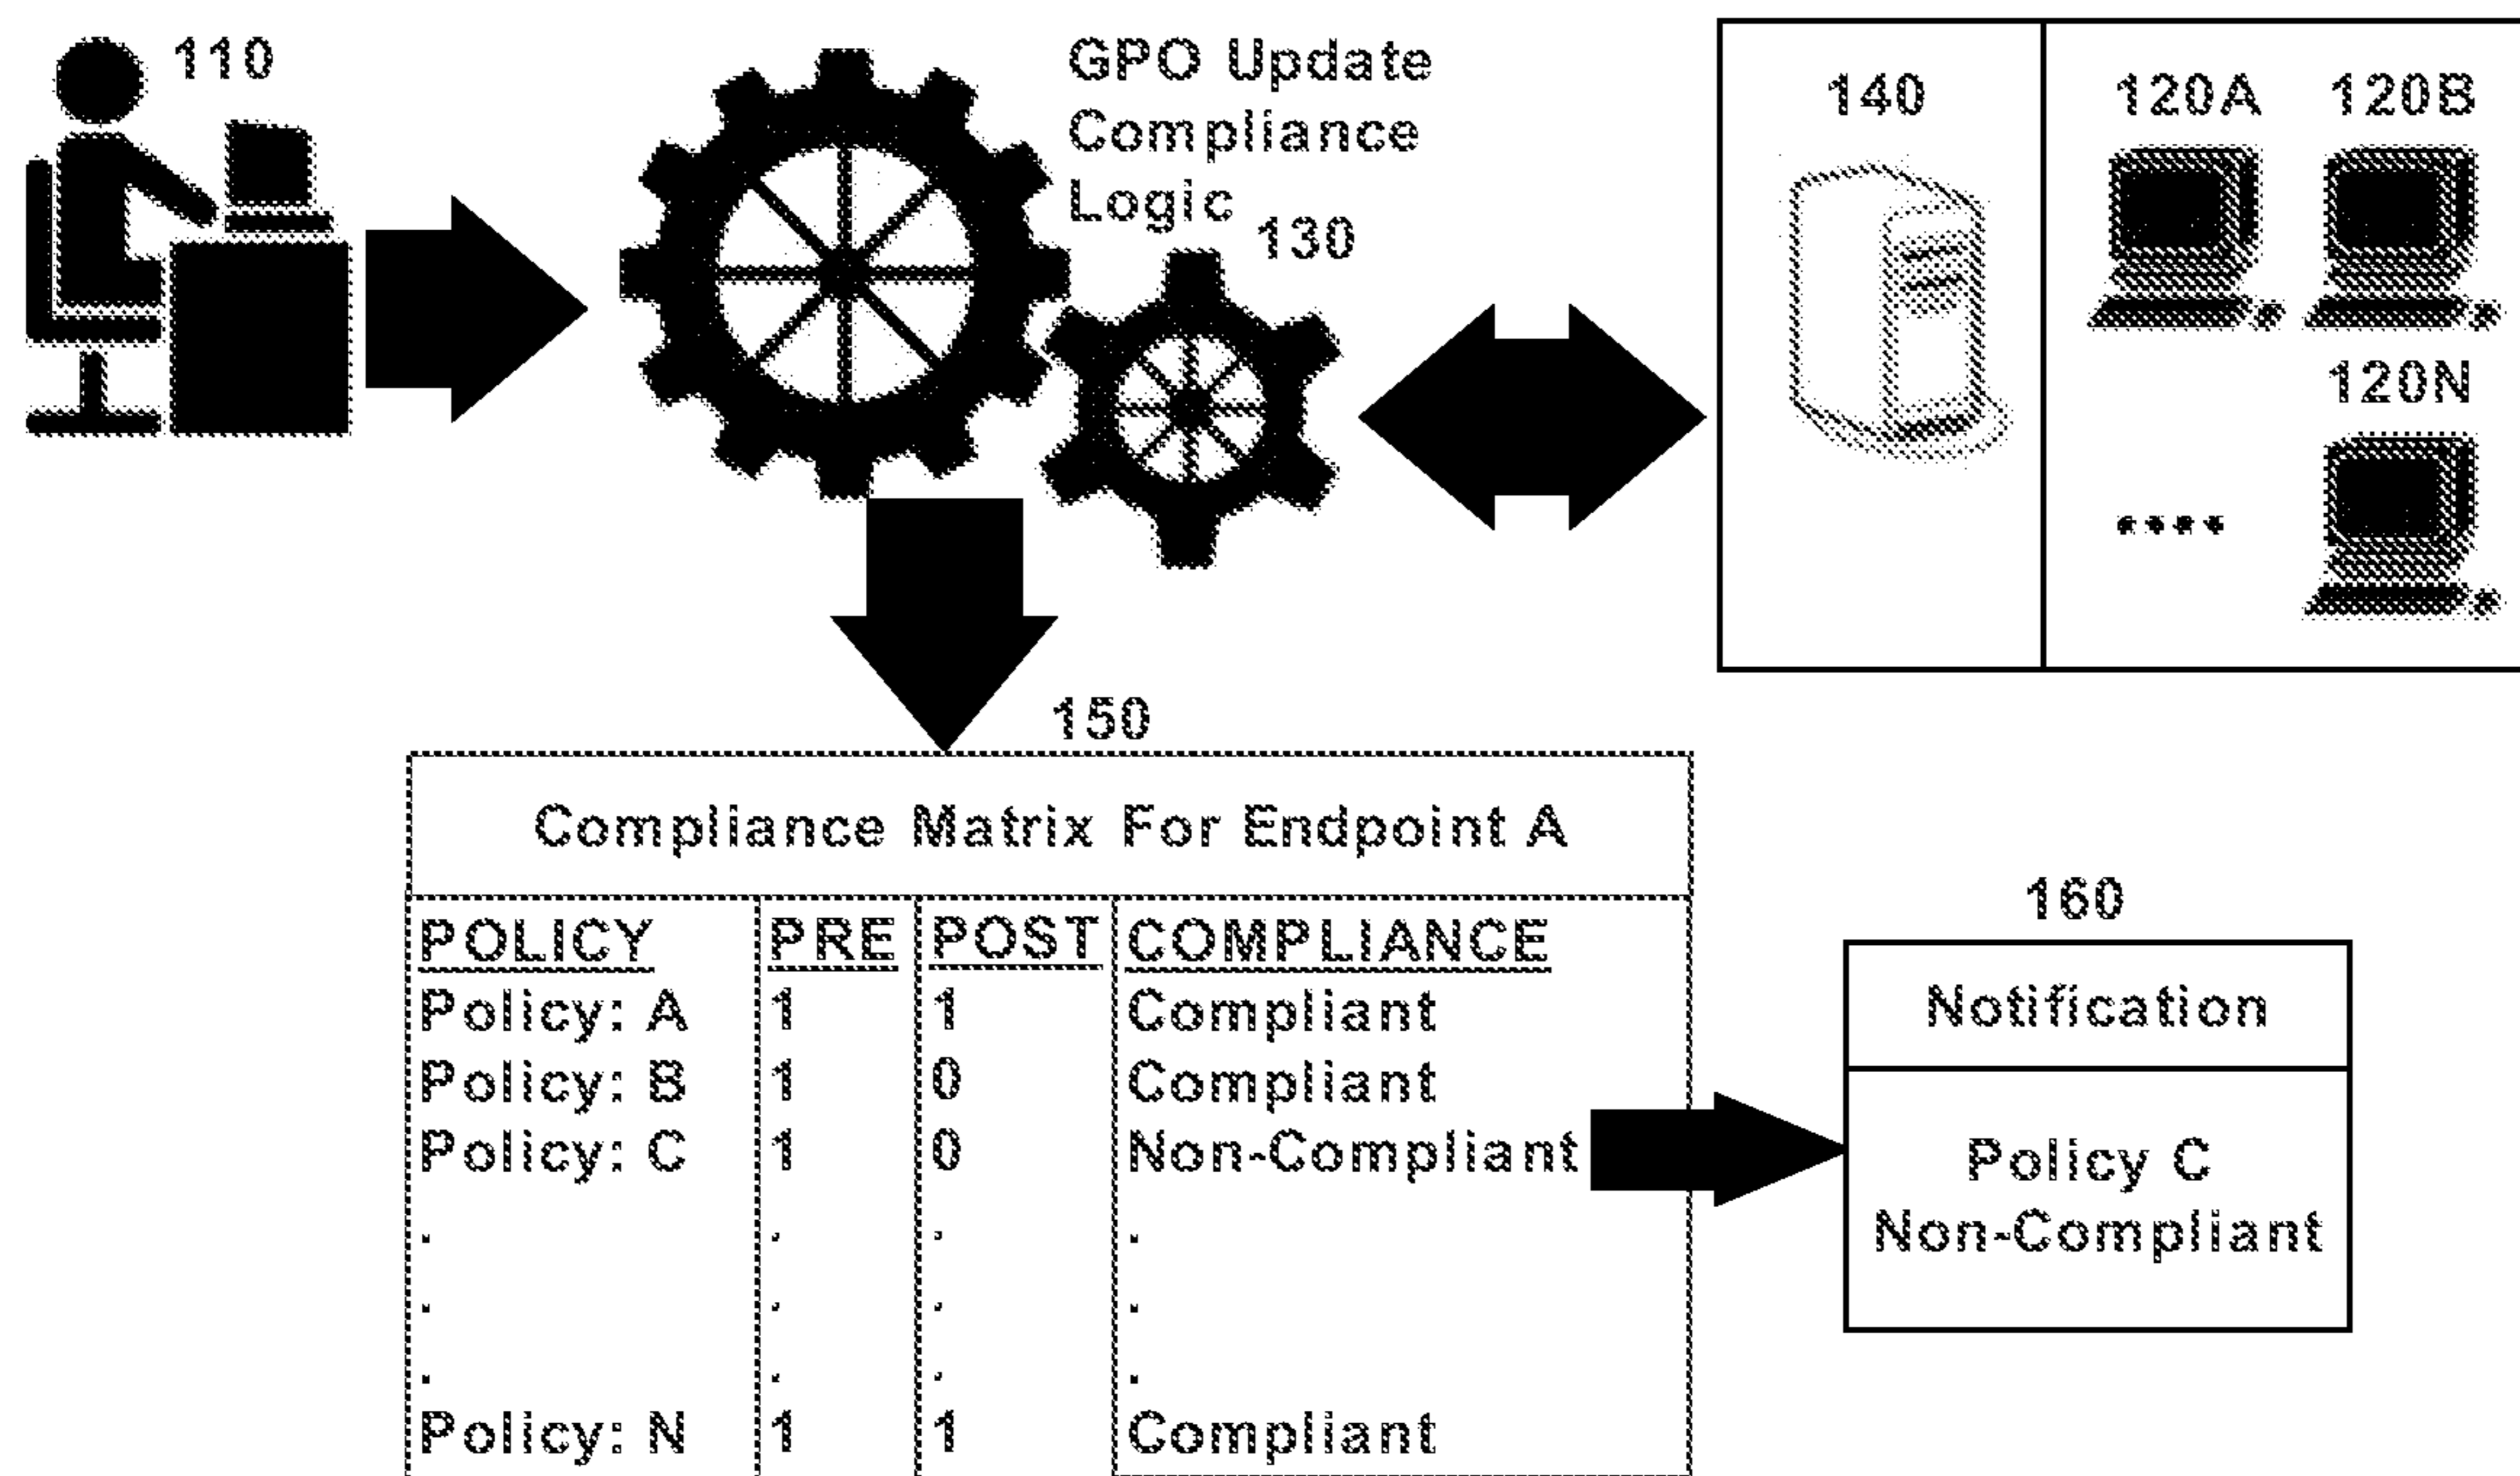 110
GPO Update
Compliance
Logic
130
140
120A 120B
120N
....
150
Compliance Matrix For Endpoint A
POLICY PRE POST COMPLIANCE
Policy: A 1 1 Compliant
Policy: B 1 0 Compliant
Policy: C 1 0 Non-Compliant
. . . .
. . . .
. . . .
Policy: N 1 1 Compliant
160
Notification
Policy C
Non-Compliant